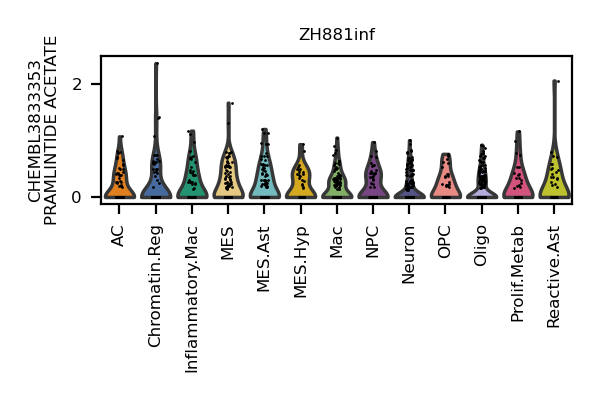 ZH881inf
CHEMBL3833353
PRAMLINTIDE ACETATE
2
0
AC
Chromatin.Reg
Inflammatory.Mac
MES
MES.Ast
MES.Hyp
Mac
NPC
Neuron
OPC
Oligo
Prolif.Metab
Reactive.Ast